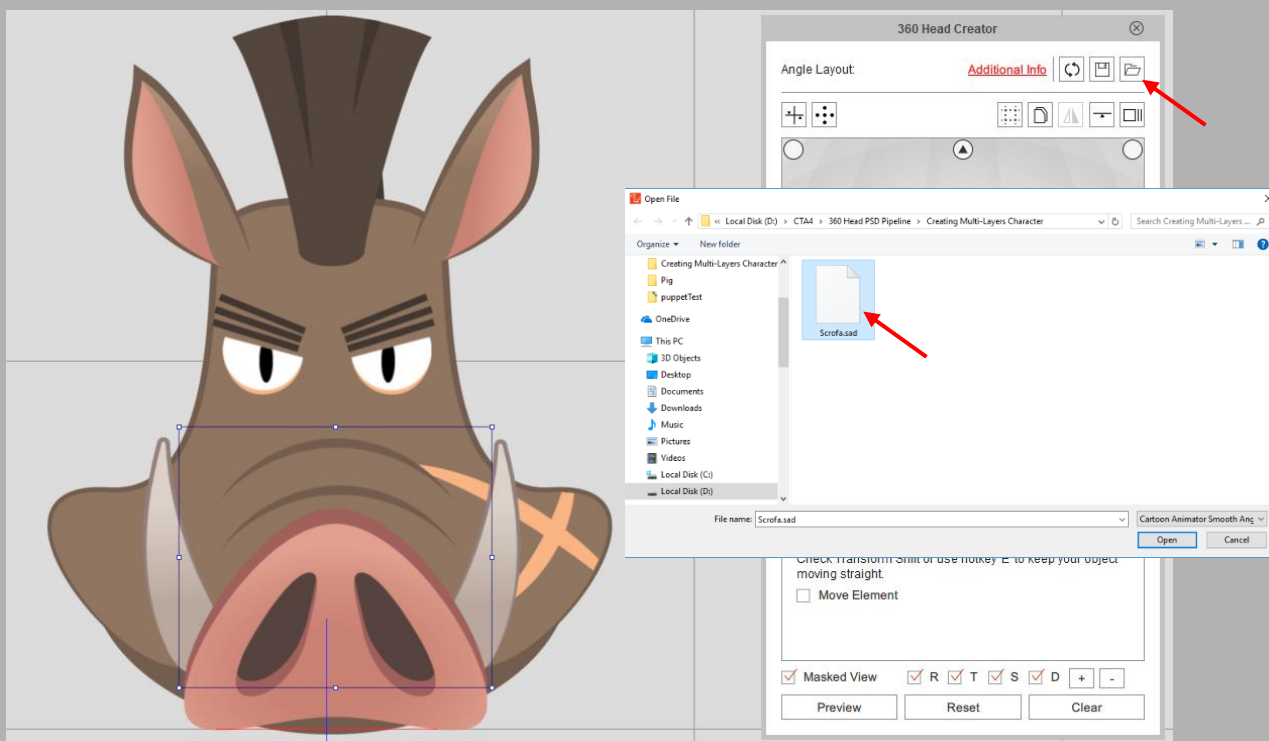 360 Head Creator
Angle Layout:
Additional Info
Open File
« Local Disk (D:) > CTA4 > 360 Head PSD Pipeline > Creating Multi-Layers Character
Search Creating Multi-Layers ...
Organize
New folder
Creating Multi-Layers Character
Pig
puppetTest
OneDrive
This PC
3D Objects
Desktop
Documents
Downloads
Music
Pictures
Videos
Local Disk (C:)
Local Disk (D:)
Scrofa.sad
File name: Scrofa.sad
Cartoon Animator Smooth Ang
Open Cancel
Check Transform Shift or use hotkey 'E' to keep your object
moving straight.
Move Element
Masked View R T S D + -
Preview Reset Clear